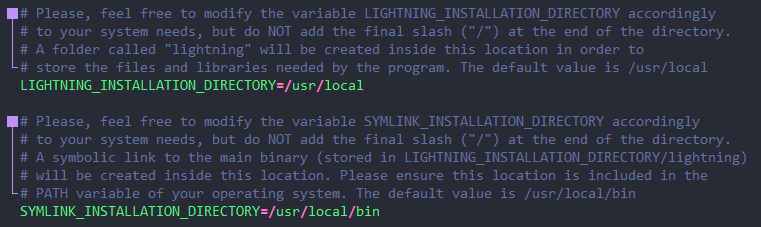 # Please, feel free to modify the variable LIGHTNING_INSTALLATION_DIRECTORY accordingly
# to your system needs, but do NOT add the final slash ("/") at the end of the directory.
# A folder called "lightning" will be created inside this location in order to
# store the files and libraries needed by the program. The default value is /usr/local
LIGHTNING_INSTALLATION_DIRECTORY=/usr/local
# Please, feel free to modify the variable SYMLINK_INSTALLATION_DIRECTORY accordingly
# to your system needs, but do NOT add the final slash ("/") at the end of the directory.
# A symbolic link to the main binary (stored in LIGHTNING_INSTALLATION_DIRECTORY/lightning)
# will be created inside this location. Please ensure this location is included in the
# PATH variable of your operating system. The default value is /usr/local/bin
SYMLINK_INSTALLATION_DIRECTORY=/usr/local/bin